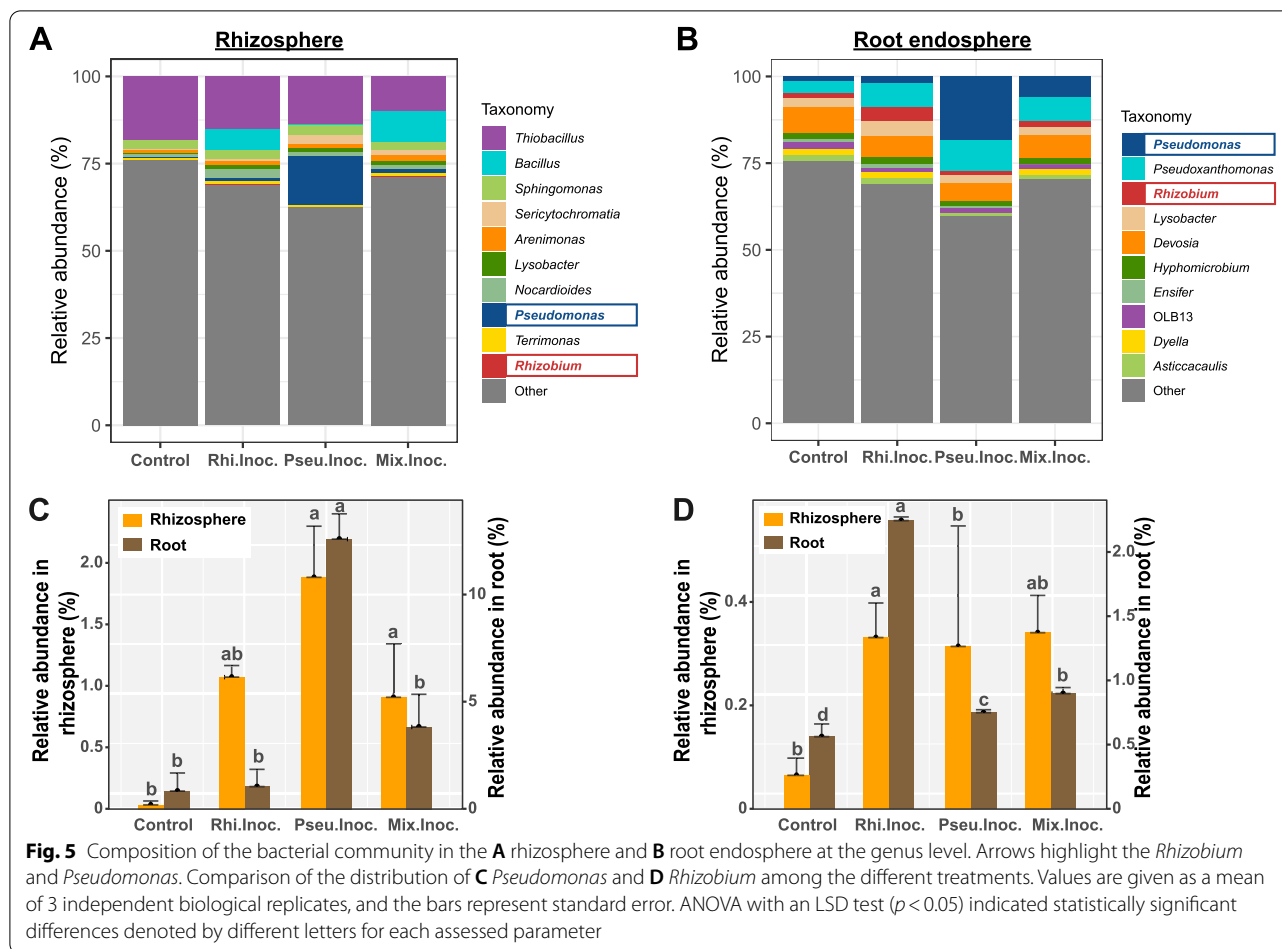 A
Rhizosphere
Relative abundance (%)
100
75
50
25
0
Control Rhi.Inoc. Pseu.Inoc. Mix.Inoc.
Taxonomy
Thiobacillus
Bacillus
Sphingomonas
Sericytochromatia
Arenimonas
Lysobacter
Nocardioides
Pseudomonas
Terrimonas
Rhizobium
Other
B
Root endosphere
Relative abundance (%)
100
75
50
25
0
Control Rhi.Inoc. Pseu.Inoc. Mix.Inoc.
Taxonomy
Pseudomonas
Pseudoxanthomonas
Rhizobium
Lysobacter
Devosia
Hyphomicrobium
Ensifer
OLB13
Dyella
Asticcacaulis
Other
C
Rhizosphere
Root
Relative abundance in
rhizosphere (%)
2.0
1.5
1.0
0.5
0
b b ab b a a a b
10
5
0
Relative abundance in root (%)
Control Rhi.Inoc. Pseu.Inoc. Mix.Inoc.
D
Rhizosphere
Root
Relative abundance in
rhizosphere (%)
0.4
0.2
0
b d a a b c ab b
2.0
1.5
1.0
0.5
0
Relative abundance in root (%)
Control Rhi.Inoc. Pseu.Inoc. Mix.Inoc.
Fig. 5 Composition of the bacterial community in the A rhizosphere and B root endosphere at the genus level. Arrows highlight the Rhizobium
and Pseudomonas. Comparison of the distribution of C Pseudomonas and D Rhizobium among the different treatments. Values are given as a mean
of 3 independent biological replicates, and the bars represent standard error. ANOVA with an LSD test (p < 0.05) indicated statistically significant
differences denoted by different letters for each assessed parameter